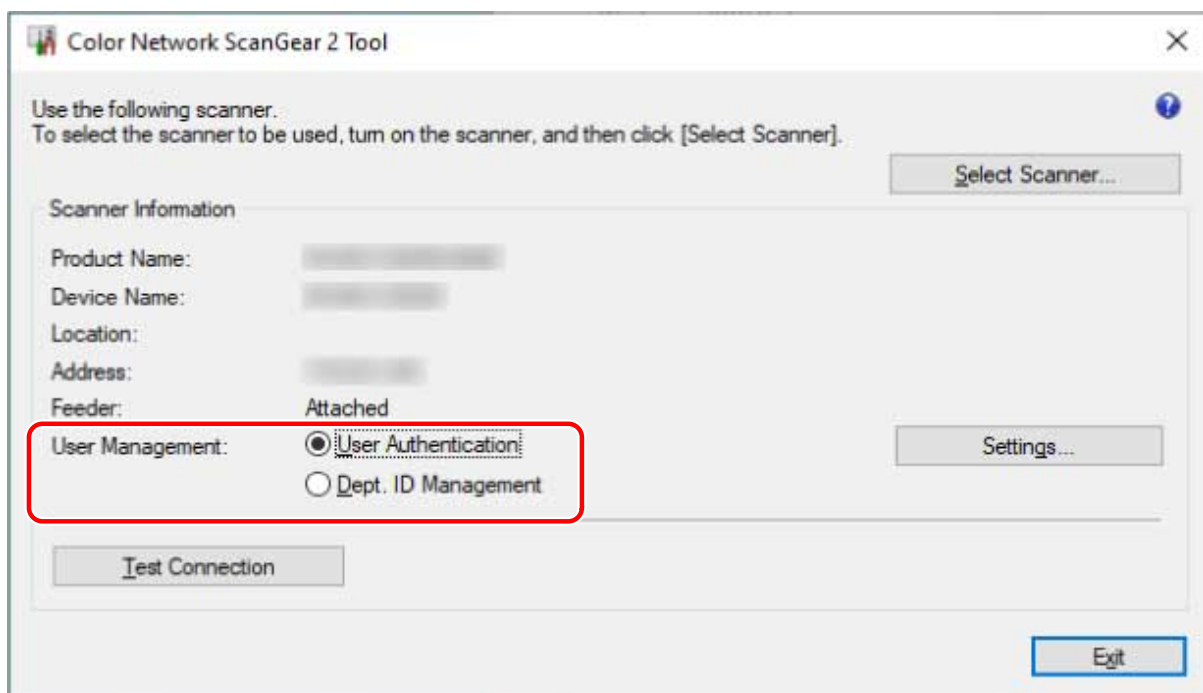 Color Network ScanGear 2 Tool
Use the following scanner.
To select the scanner to be used, turn on the scanner, and then click [Select Scanner].
Select Scanner...
Scanner Information
Product Name:
Device Name:
Location:
Address:
Feeder: Attached
User Management: User Authentication Settings...
Dept. ID Management
Test Connection
Exit